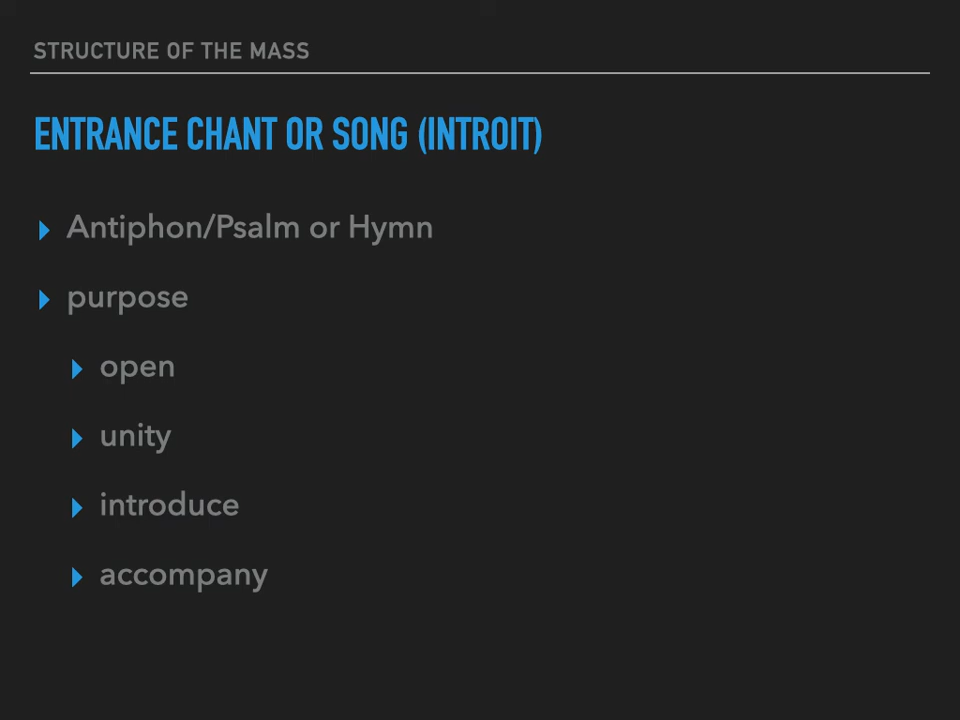 STRUCTURE OF THE MASS
ENTRANCE CHANT OR SONG (INTROIT)
Antiphon/Psalm or Hymn
purpose
open
unity
introduce
accompany